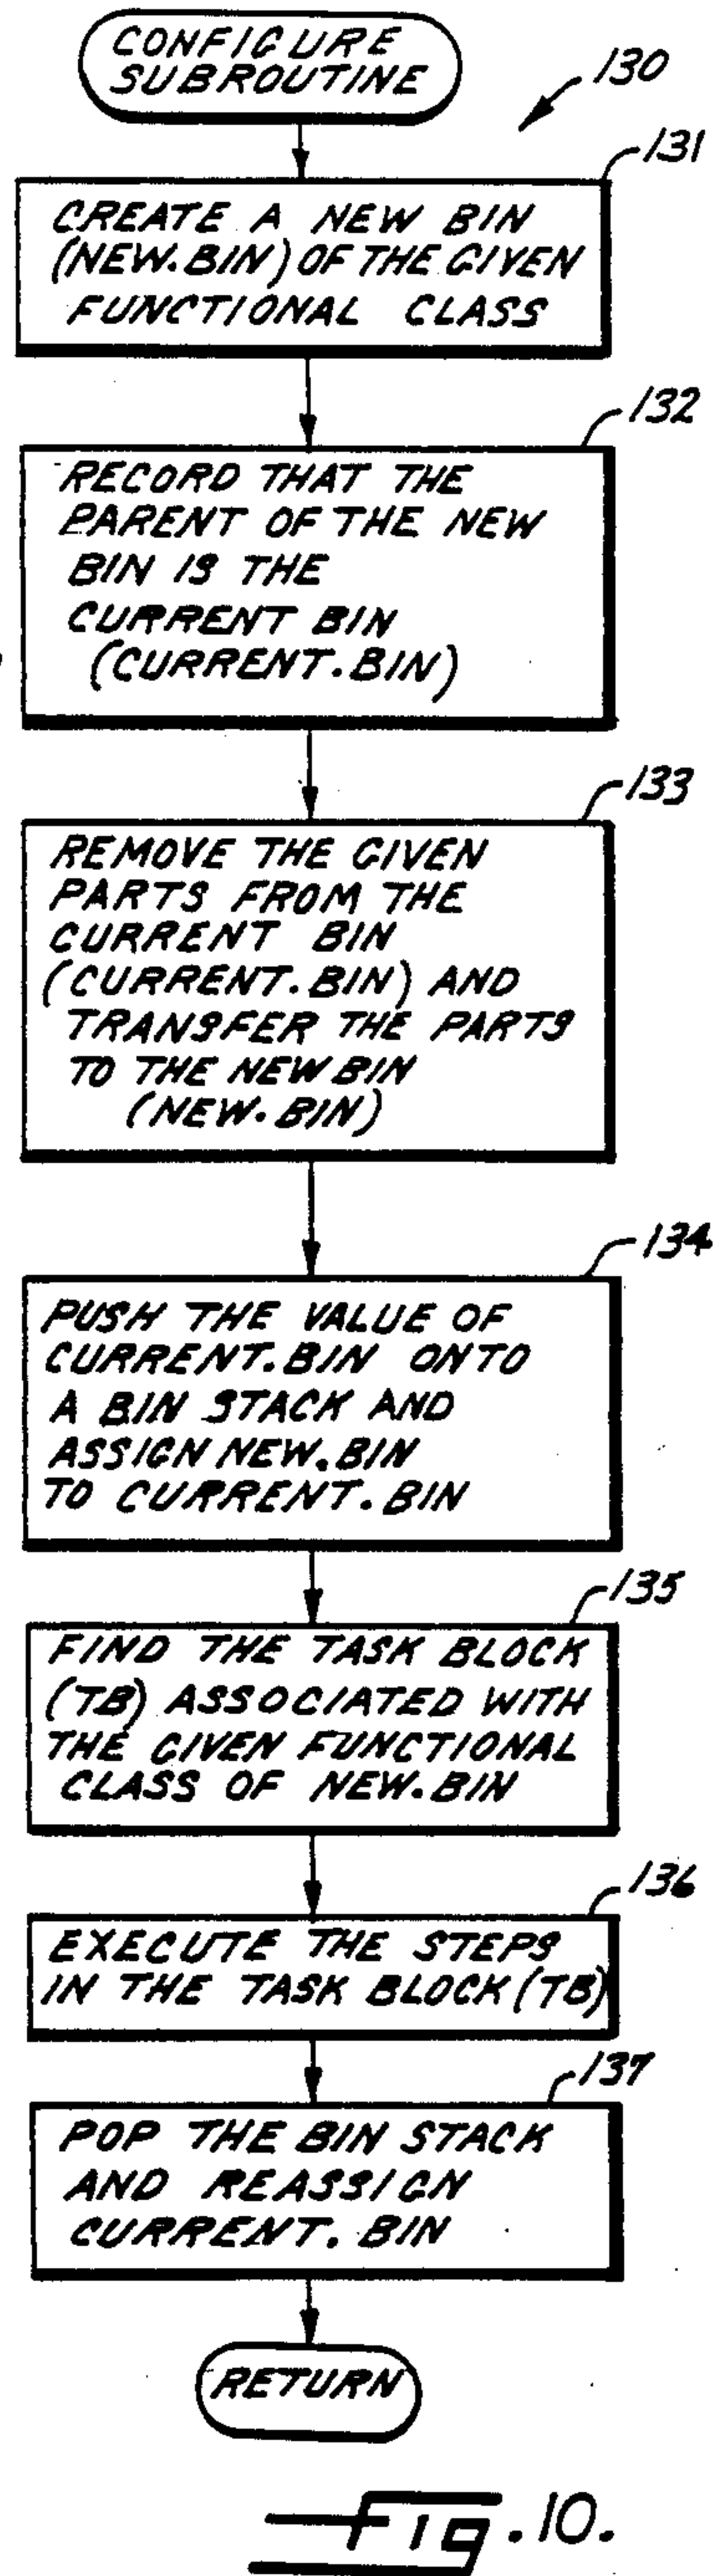 CONFIGURE
SUBROUTINE
130
131
CREATE A NEW BIN
(NEW.BIN) OF THE GIVEN
FUNCTIONAL CLASS
132
RECORD THAT THE
PARENT OF THE NEW
BIN IS THE
CURRENT BIN
(CURRENT.BIN)
133
REMOVE THE GIVEN
PARTS FROM THE
CURRENT BIN
(CURRENT.BIN) AND
TRANSFER THE PARTS
TO THE NEW BIN
(NEW.BIN)
134
PUSH THE VALUE OF
CURRENT.BIN ONTO
A BIN STACK AND
ASSIGN NEW.BIN
TO CURRENT.BIN
135
FIND THE TASK BLOCK
(TB) ASSOCIATED WITH
THE GIVEN FUNCTIONAL
CLASS OF NEW.BIN
136
EXECUTE THE STEPS
IN THE TASK BLOCK (TB)
137
POP THE BIN STACK
AND REASSIGN
CURRENT.BIN
RETURN
Fig. 10.